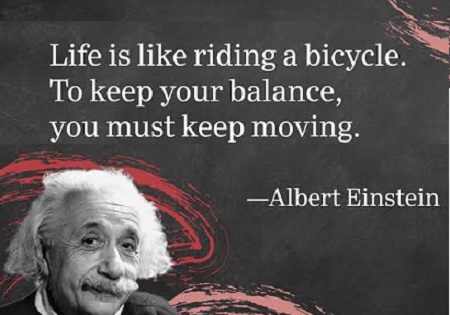 Life is like riding a bicycle.
To keep your balance,
you must keep moving.
—Albert Einstein